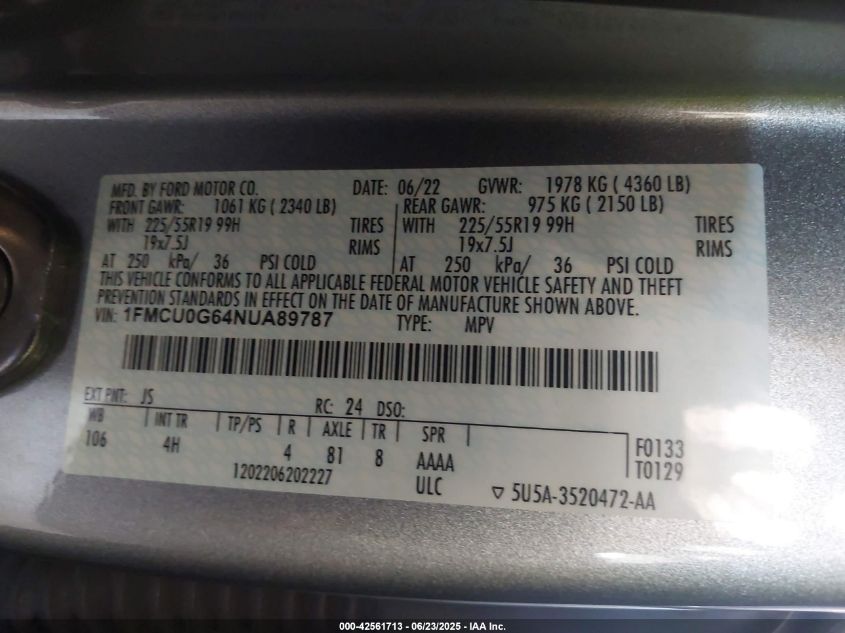 MFD. BY FORD MOTOR CO. DATE: 06/22 GVWR: 1978 KG ( 4360 LB)
FRONT GAWR: 1061 KG ( 2340 LB) REAR GAWR: 975 KG ( 2150 LB)
WITH 225/55R19 99H TIRES WITH 225/55R19 99H TIRES
19x7.5J RIMS 19x7.5J RIMS
AT 250 kPa/ 36 PSI COLD AT 250 kPa/ 36 PSI COLD
THIS VEHICLE CONFORMS TO ALL APPLICABLE FEDERAL MOTOR VEHICLE SAFETY AND THEFT
PREVENTION STANDARDS IN EFFECT ON THE DATE OF MANUFACTURE SHOWN ABOVE.
VIN: 1FMCU0G64NUA89787 TYPE: MPV
EXT PNT: JS RC: 24 DSO:
WB INT TR TP/PS R AXLE TR SPR
106 4H 4 81 8 AAAA F0133
1202206202227 ULC T0129
5U5A-3520472-AA
000-42561713 - 06/23/2025 - IAA Inc.